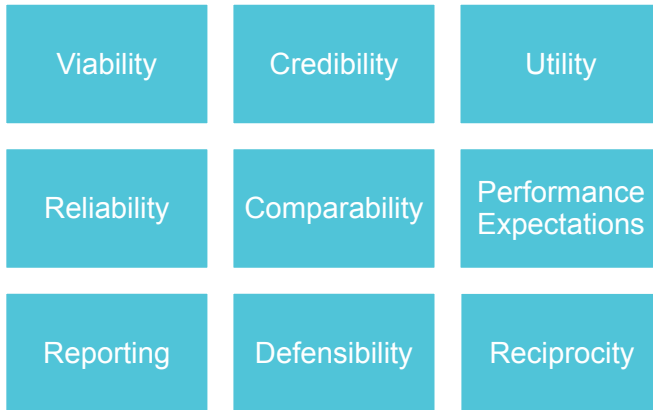 Viability
Credibility
Utility
Reliability
Comparability
Performance
Expectations
Reporting
Defensibility
Reciprocity